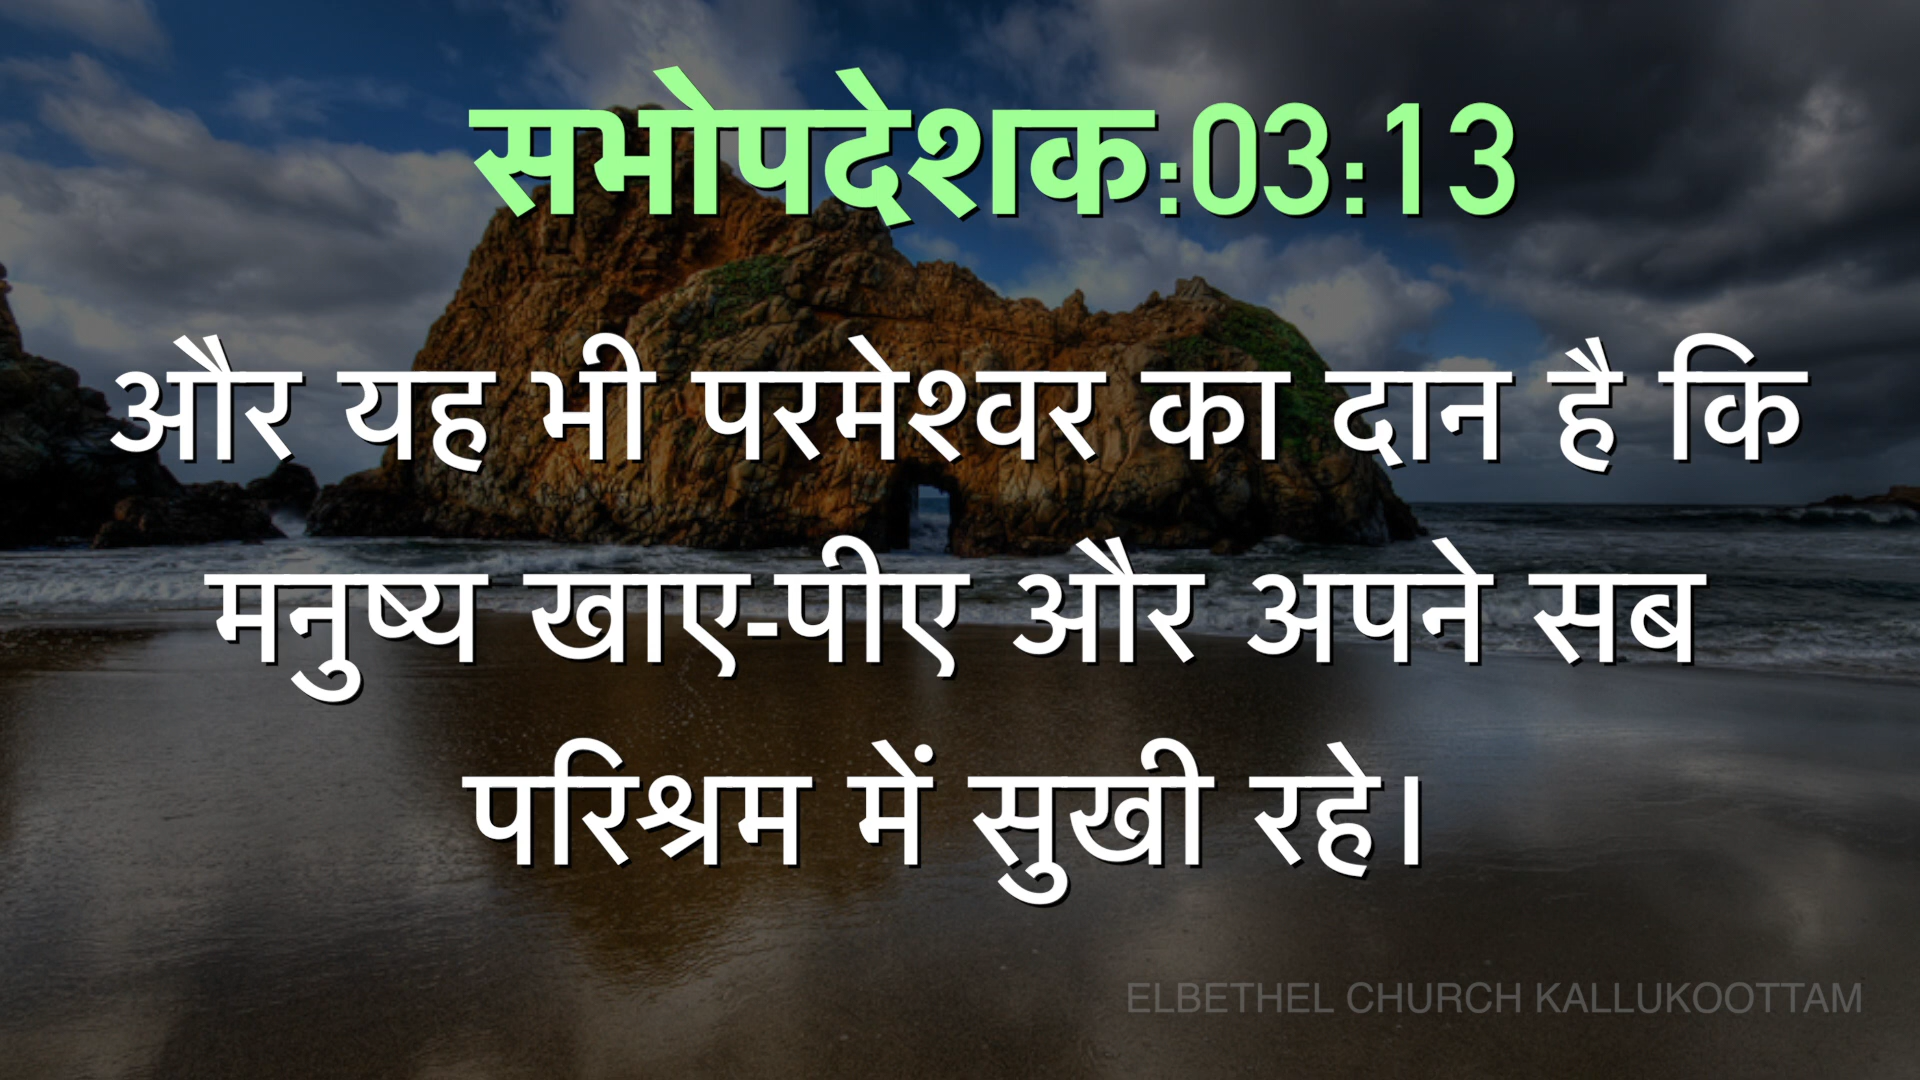 सभोपदेशक:03:13
और यह भी परमेश्वर का दान है कि
मनुष्य खाए-पीए और अपने सब
परिश्रम में सुखी रहे।
ELBETHEL CHURCH KALLUKOOTTAM